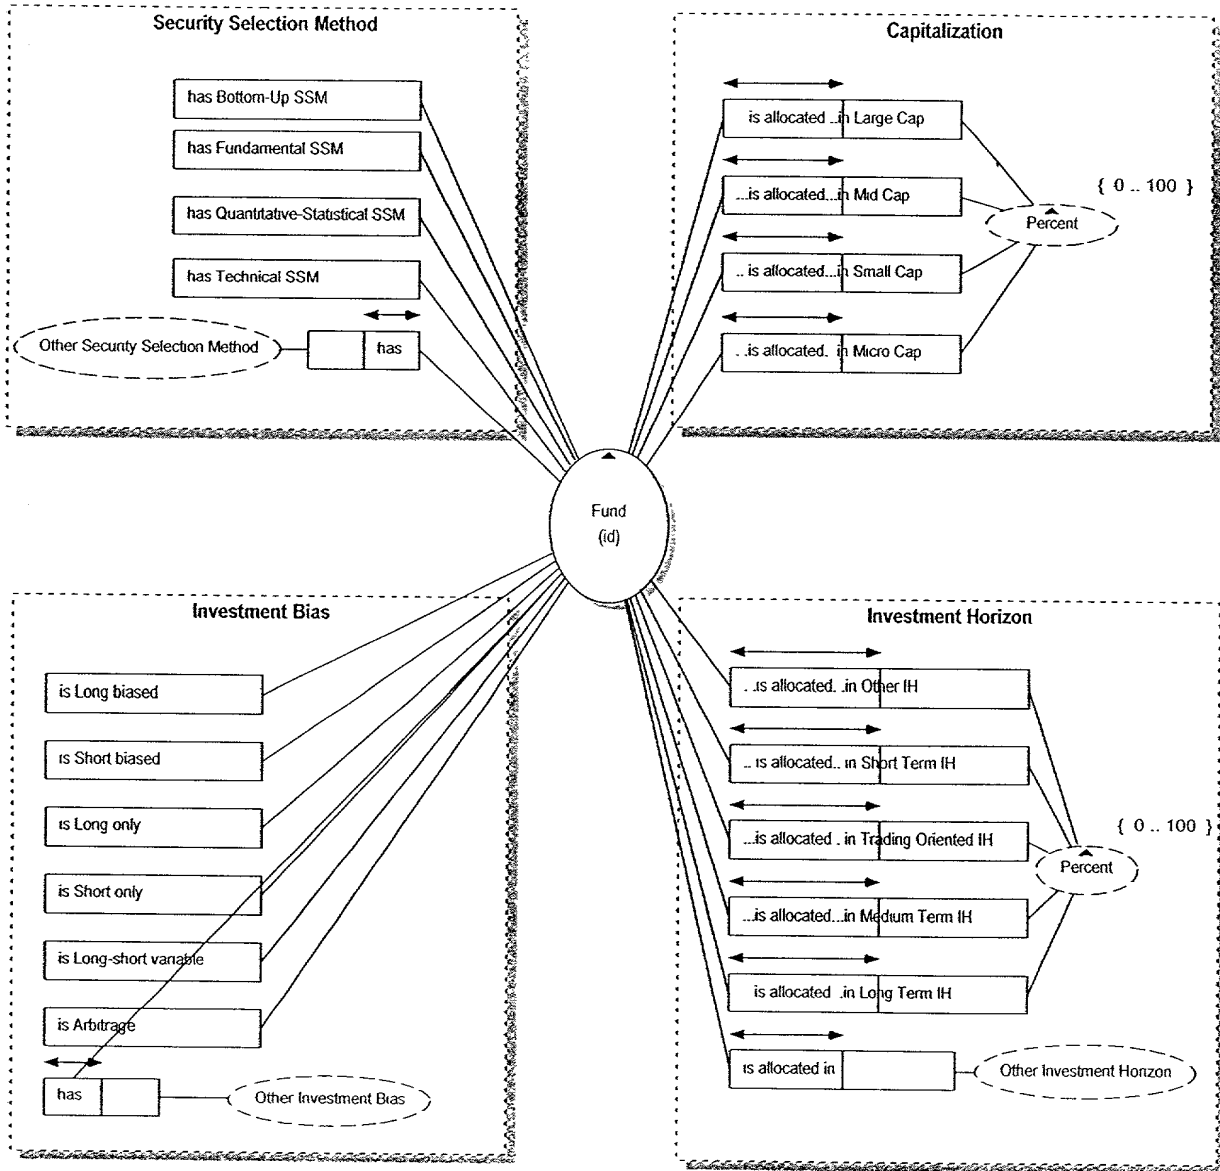 Security Selection Method
has Bottom-Up SSM
has Fundamental SSM
has Quantitative-Statistical SSM
has Technical SSM
Other Security Selection Method
has
Capitalization
is allocated ..in Large Cap
...is allocated...in Mid Cap
.. is allocated...in Small Cap
...is allocated. in Micro Cap
{ 0 .. 100 }
Percent
Fund
(id)
Investment Bias
is Long biased
is Short biased
is Long only
is Short only
is Long-short variable
is Arbitrage
has
Other Investment Bias
Investment Horizon
. .is allocated. .in Other IH
.. is allocated.. in Short Term IH
...is allocated . in Trading Oriented IH
...is allocated...in Medium Term IH
is allocated ..in Long Term IH
is allocated in
{ 0 .. 100 }
Percent
Other Investment Horizon